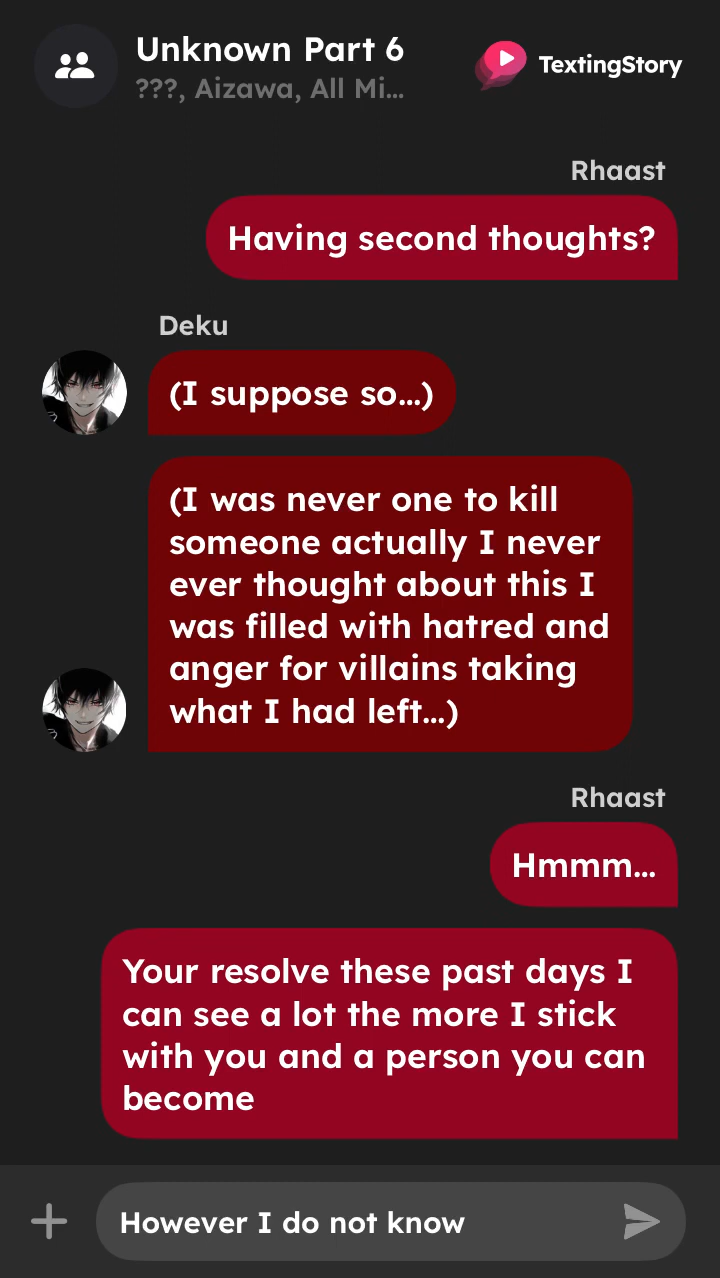 Unknown Part 6
???, Aizawa, All Mi...
TextingStory
Rhaast
Having second thoughts?
Deku
(I suppose so...)
(I was never one to kill
someone actually I never
ever thought about this I
was filled with hatred and
anger for villains taking
what I had left...)
Rhaast
Hmmm...
Your resolve these past days I
can see a lot the more I stick
with you and a person you can
become
However I do not know